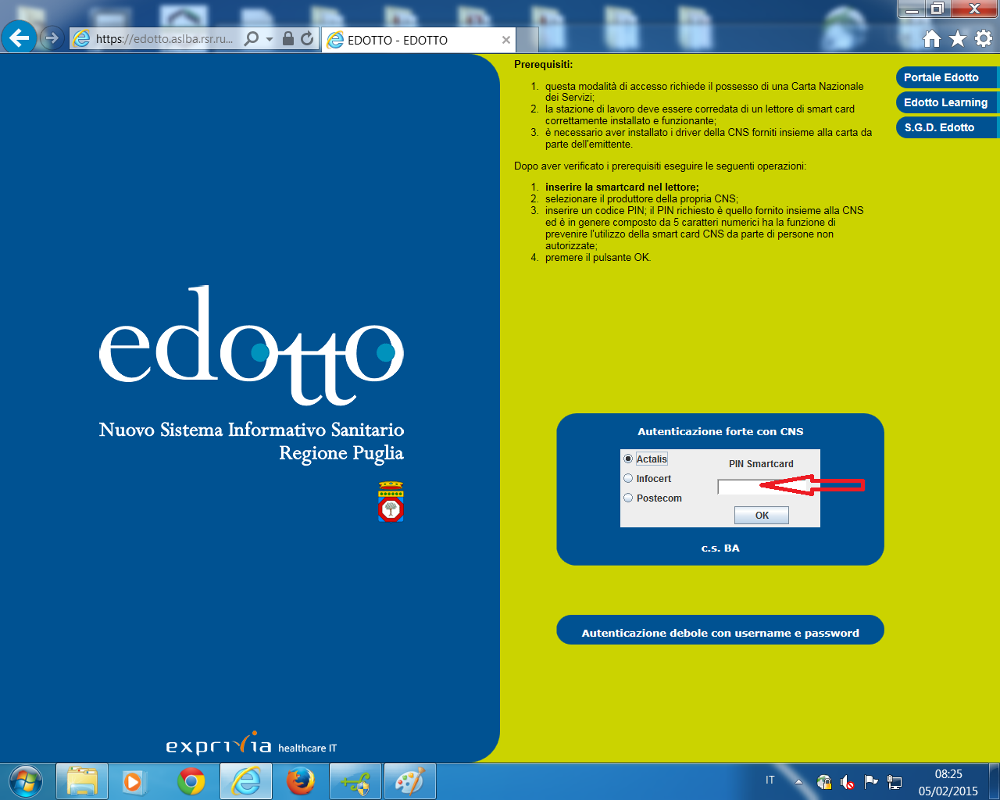 https://edotto.aslba.rsr.ru...
EDOTTO - EDOTTO
Prerequisiti:
1. questa modalità di accesso richiede il possesso di una Carta Nazionale
dei Servizi;
2. la stazione di lavoro deve essere corredata di un lettore di smart card
correttamente installato e funzionante;
3. è necessario aver installato i driver della CNS forniti insieme alla carta da
parte dell'emittente.
Dopo aver verificato i prerequisiti eseguire le seguenti operazioni:
1. inserire la smartcard nel lettore;
2. selezionare il produttore della propria CNS;
3. inserire un codice PIN; il PIN richiesto è quello fornito insieme alla CNS
ed è in genere composto da 5 caratteri numerici ha la funzione di
prevenire l'utilizzo della smart card CNS da parte di persone non
autorizzate;
4. premere il pulsante OK.
Portale Edotto
Edotto Learning
S.G.D. Edotto
edotto
Nuovo Sistema Informativo Sanitario
Regione Puglia
Autenticazione forte con CNS
Actalis
Infocert
Postecom
PIN Smartcard
OK
c.s. BA
Autenticazione debole con username e password
exprivia healthcare IT
IT
08:25
05/02/2015